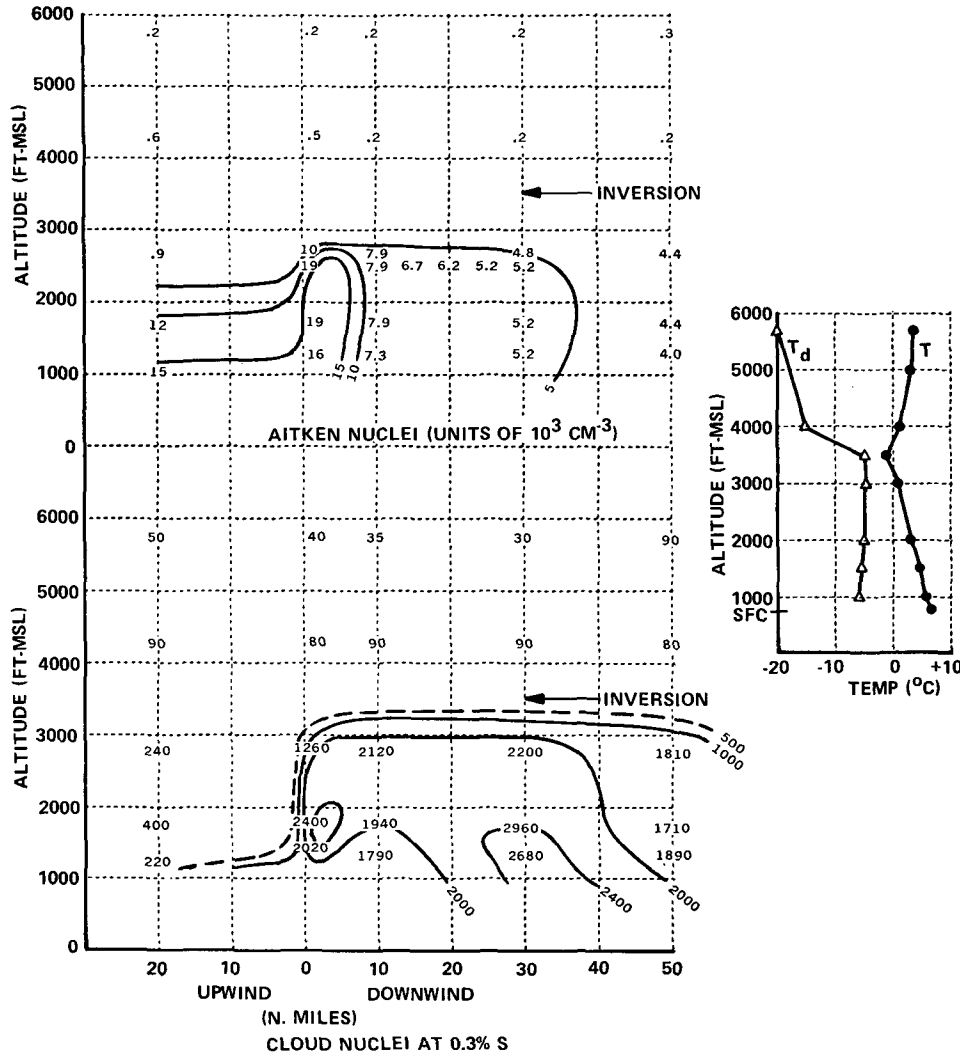 6000
.2 .2 .2 .2 .3
5000
.6 .5 .2 .2 .2
4000
INVERSION
3000
.9 10 7.9 4.8 4.4
19 7.9 6.7 6.2 5.2 5.2
2000
12 19 7.9 5.2 4.4
16 7.3 5.2 4.0
1000
15 15 10 5
AITKEN NUCLEI (UNITS OF 10³ CM⁻³)
0
ALTITUDE (FT-MSL)
6000
50 40 35 30 90
5000
90 80 90 90 80
4000
INVERSION
500
1000
3000
240 1260 2120 2200 1810
2000
400 2400 1940 2960 1710
220 2020 1790 2680 1890
1000
2000 2400 2000
0
ALTITUDE (FT-MSL)
20 10 0 10 20 30 40 50
UPWIND DOWNWIND
(N. MILES)
CLOUD NUCLEI AT 0.3% S
6000
Td T
5000
4000
3000
2000
1000
SFC
ALTITUDE (FT-MSL)
-20 -10 0 +10
TEMP (°C)